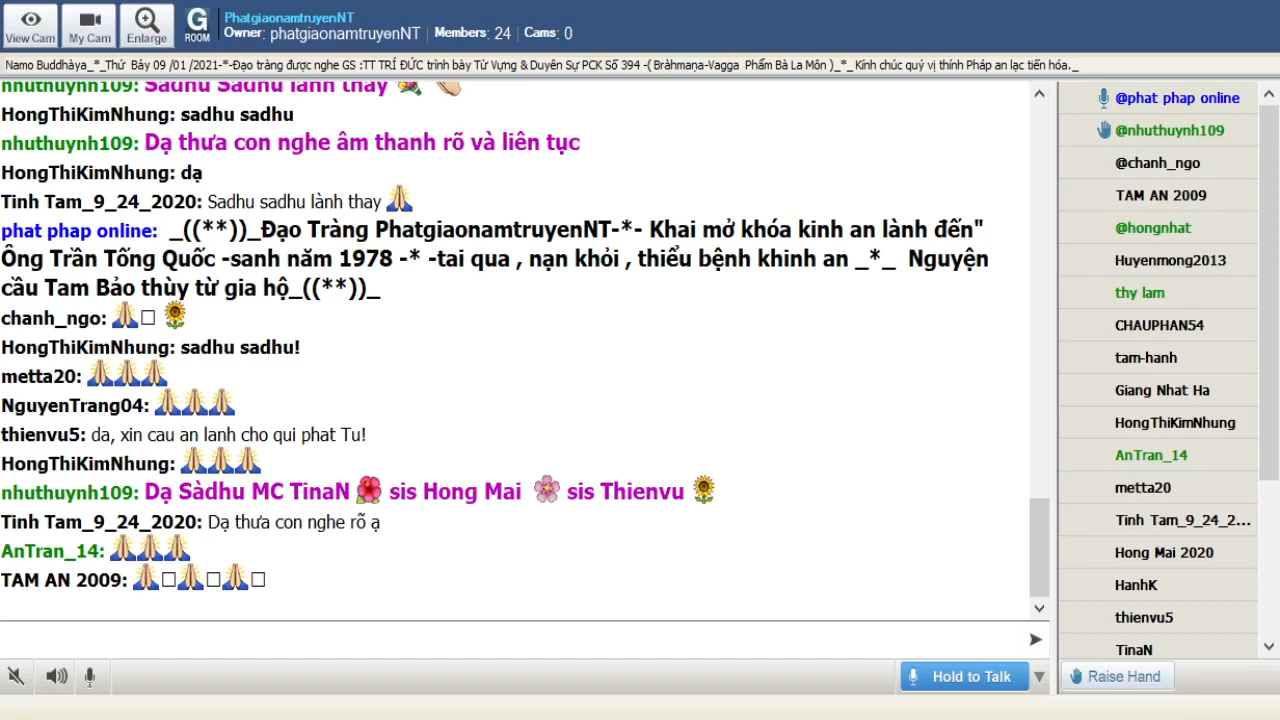 View Cam
My Cam
Enlarge
G
ROOM
PhatgiaonamtruyenNT
Owner: phatgiaonamtruyenNT | Members: 24 | Cams: 0
Namo Buddhàya_*_Thứ Bảy 09 /01 /2021-*-Đạo tràng được nghe GS :TT TRÍ ĐỨC trình bày Từ Vựng & Duyên Sự PCK Số 394 -( Bràhmaṇa-Vagga Phẩm Bà La Môn )_*_ Kính chúc quý vị thính Pháp an lạc tiến hóa._
nhuthuynh109: Sadhu Sadhu lành thay
HongThiKimNhung: sadhu sadhu
nhuthuynh109: Dạ thưa con nghe âm thanh rõ và liên tục
HongThiKimNhung: dạ
Tinh Tam_9_24_2020: Sadhu sadhu lành thay 🙏
phat phap online: _((**))_Đạo Tràng PhatgiaonamtruyenNT-*- Khai mở khóa kinh an lành đến"
Ông Trần Tống Quốc -sanh năm 1978 -* -tai qua , nạn khỏi , thiểu bệnh khinh an _*_ Nguyện
cầu Tam Bảo thùy từ gia hộ_((**))_
chanh_ngo: 🙏□ 🌻
HongThiKimNhung: sadhu sadhu!
metta20: 🙏🙏🙏
NguyenTrang04: 🙏🙏🙏
thienvu5: da, xin cau an lanh cho qui phat Tu!
HongThiKimNhung: 🙏🙏🙏
nhuthuynh109: Dạ Sàdhu MC TinaN 🌺 sis Hong Mai 🌸 sis Thienvu 🌻
Tinh Tam_9_24_2020: Dạ thưa con nghe rõ ạ
AnTran_14: 🙏🙏🙏
TAM AN 2009: 🙏□🙏□🙏□
Hold to Talk
@phat phap online
@nhuthuynh109
@chanh_ngo
TAM AN 2009
@hongnhat
Huyenmong2013
thy lam
CHAUPHAN54
tam-hanh
Giang Nhat Ha
HongThiKimNhung
AnTran_14
metta20
Tinh Tam_9_24_2...
Hong Mai 2020
HanhK
thienvu5
TinaN
Raise Hand